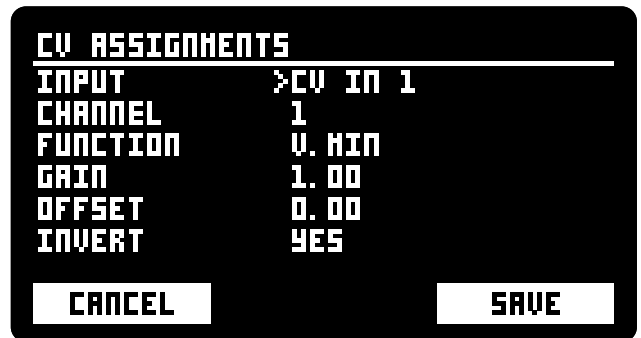 CV ASSIGNMENTS
INPUT >CV IN 1
CHANNEL 1
FUNCTION V.MIN
GAIN 1.00
OFFSET 0.00
INVERT YES
CANCEL SAVE